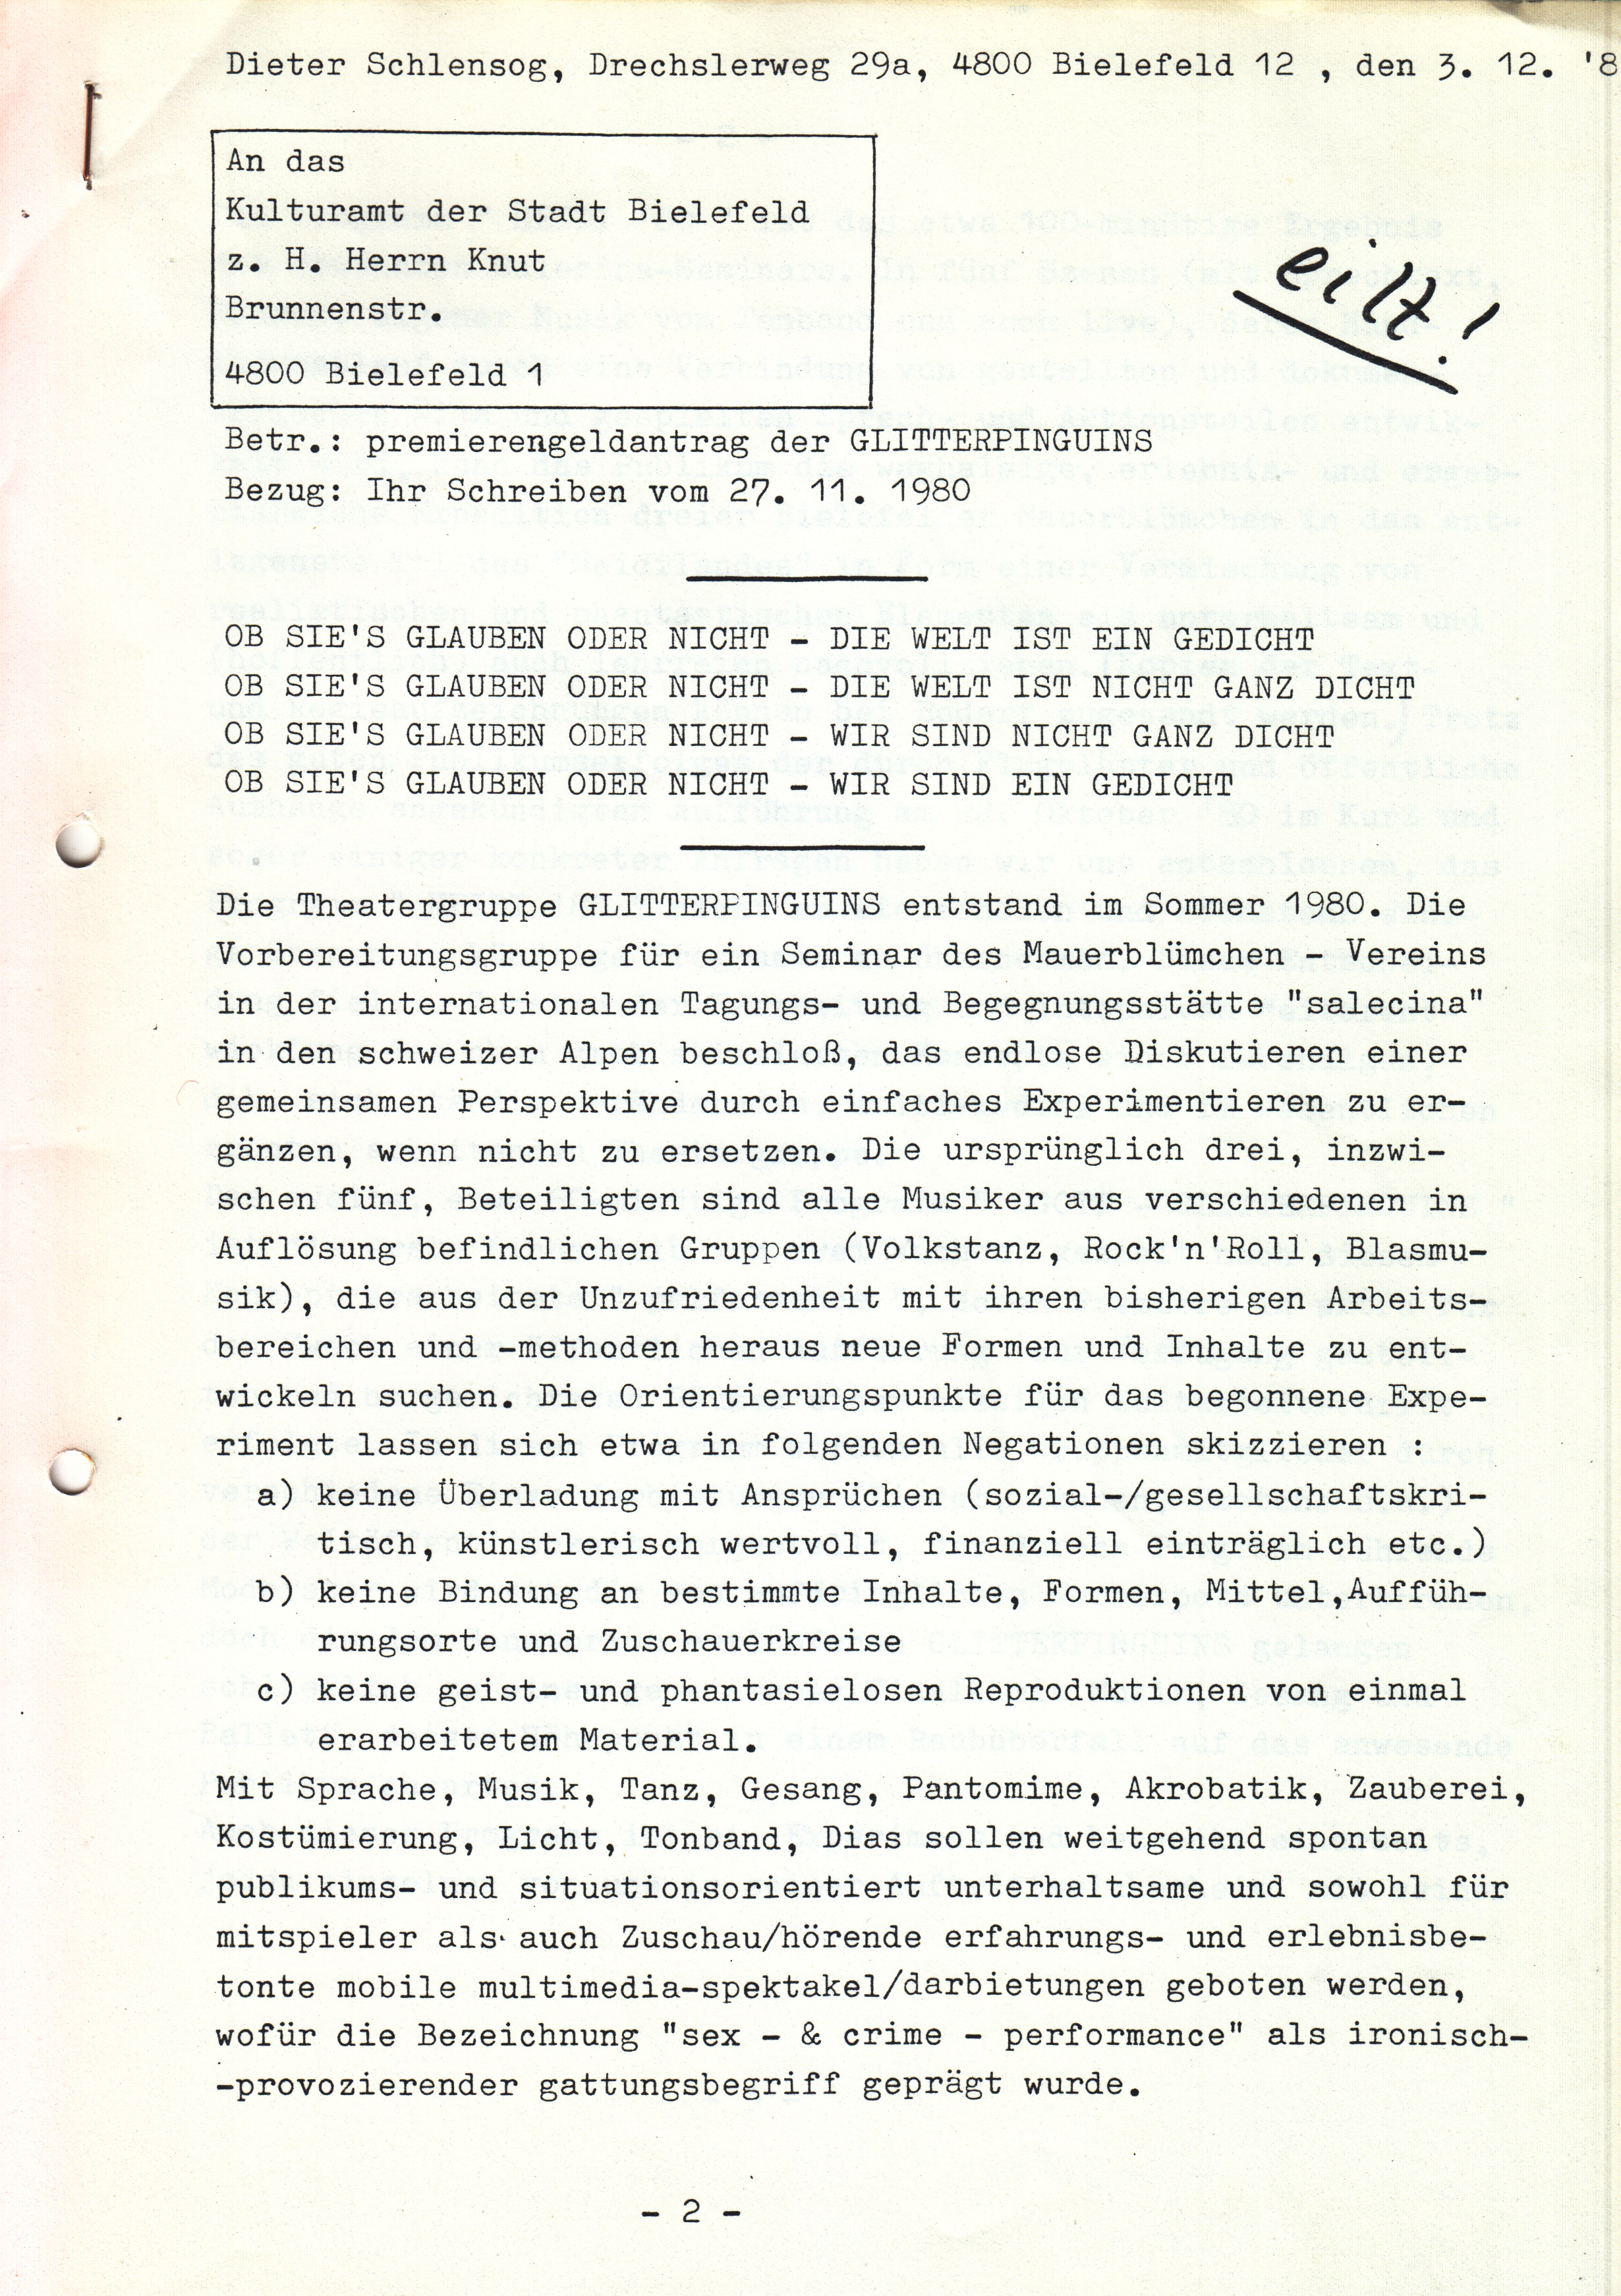 Dieter Schlensog, Drechslerweg 29a, 4800 Bielefeld 12 , den 3. 12. '8
An das
Kulturamt der Stadt Bielefeld
z. H. Herrn Knut
Brunnenstr.
4800 Bielefeld 1
eilt!
Betr.: premierengeldantrag der GLITTERPINGUINS
Bezug: Ihr Schreiben vom 27. 11. 1980
OB SIE'S GLAUBEN ODER NICHT - DIE WELT IST EIN GEDICHT
OB SIE'S GLAUBEN ODER NICHT - DIE WELT IST NICHT GANZ DICHT
OB SIE'S GLAUBEN ODER NICHT - WIR SIND NICHT GANZ DICHT
OB SIE'S GLAUBEN ODER NICHT - WIR SIND EIN GEDICHT
Die Theatergruppe GLITTERPINGUINS entstand im Sommer 1980. Die
Vorbereitungsgruppe für ein Seminar des Mauerblümchen - Vereins
in der internationalen Tagungs- und Begegnungsstätte "salecina"
in den schweizer Alpen beschloß, das endlose Diskutieren einer
gemeinsamen Perspektive durch einfaches Experimentieren zu er-
gänzen, wenn nicht zu ersetzen. Die ursprünglich drei, inzwi-
schen fünf, Beteiligten sind alle Musiker aus verschiedenen in
Auflösung befindlichen Gruppen (Volkstanz, Rock'n'Roll, Blasmu-
sik), die aus der Unzufriedenheit mit ihren bisherigen Arbeits-
bereichen und -methoden heraus neue Formen und Inhalte zu ent-
wickeln suchen. Die Orientierungspunkte für das begonnene Expe-
riment lassen sich etwa in folgenden Negationen skizzieren :
a) keine Überladung mit Ansprüchen (sozial-/gesellschaftskri-
tisch, künstlerisch wertvoll, finanziell einträglich etc.)
b) keine Bindung an bestimmte Inhalte, Formen, Mittel,Auffüh-
rungsorte und Zuschauerkreise
c) keine geist- und phantasielosen Reproduktionen von einmal
erarbeitetem Material.
Mit Sprache, Musik, Tanz, Gesang, Pantomime, Akrobatik, Zauberei,
Kostümierung, Licht, Tonband, Dias sollen weitgehend spontan
publikums- und situationsorientiert unterhaltsame und sowohl für
mitspieler als auch Zuschau/hörende erfahrungs- und erlebnisbe-
tonte mobile multimedia-spektakel/darbietungen geboten werden,
wofür die Bezeichnung "sex - & crime - performance" als ironisch-
-provozierender gattungsbegriff geprägt wurde.
- 2 -